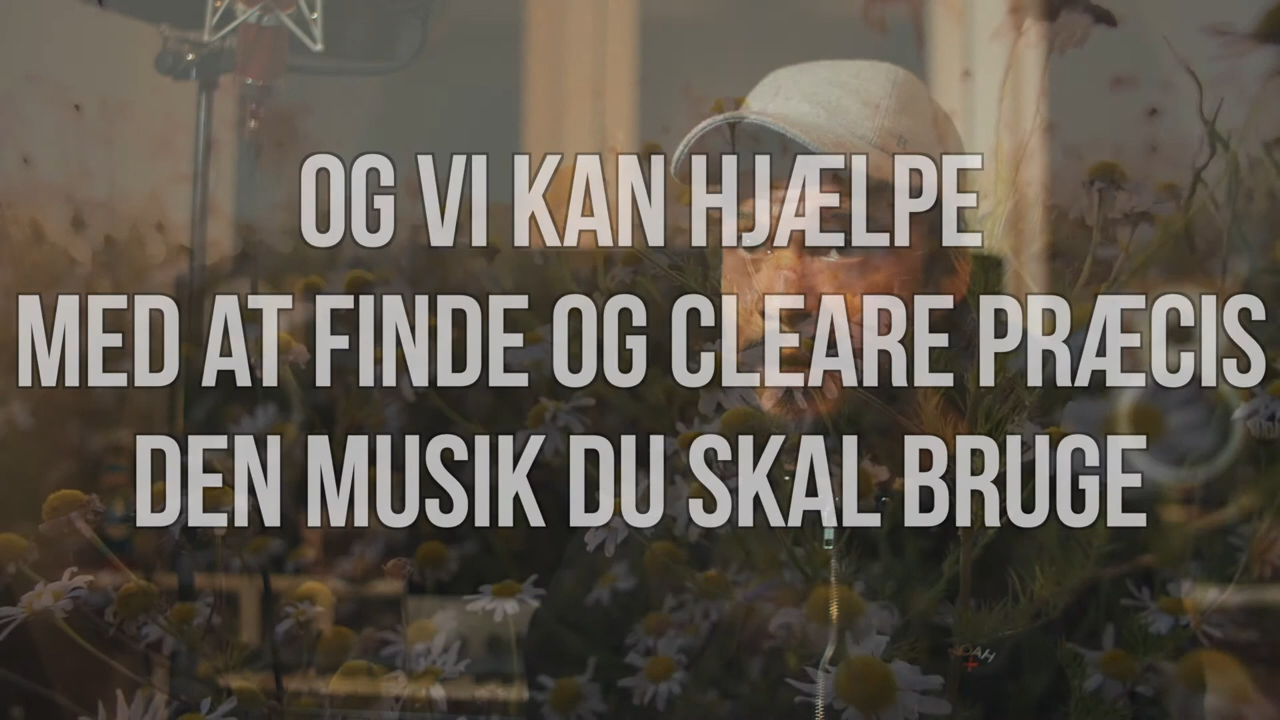 OG VI KAN HJÆLPE
MED AT FINDE OG CLEARE PRÆCIS
DEN MUSIK DU SKAL BRUGE